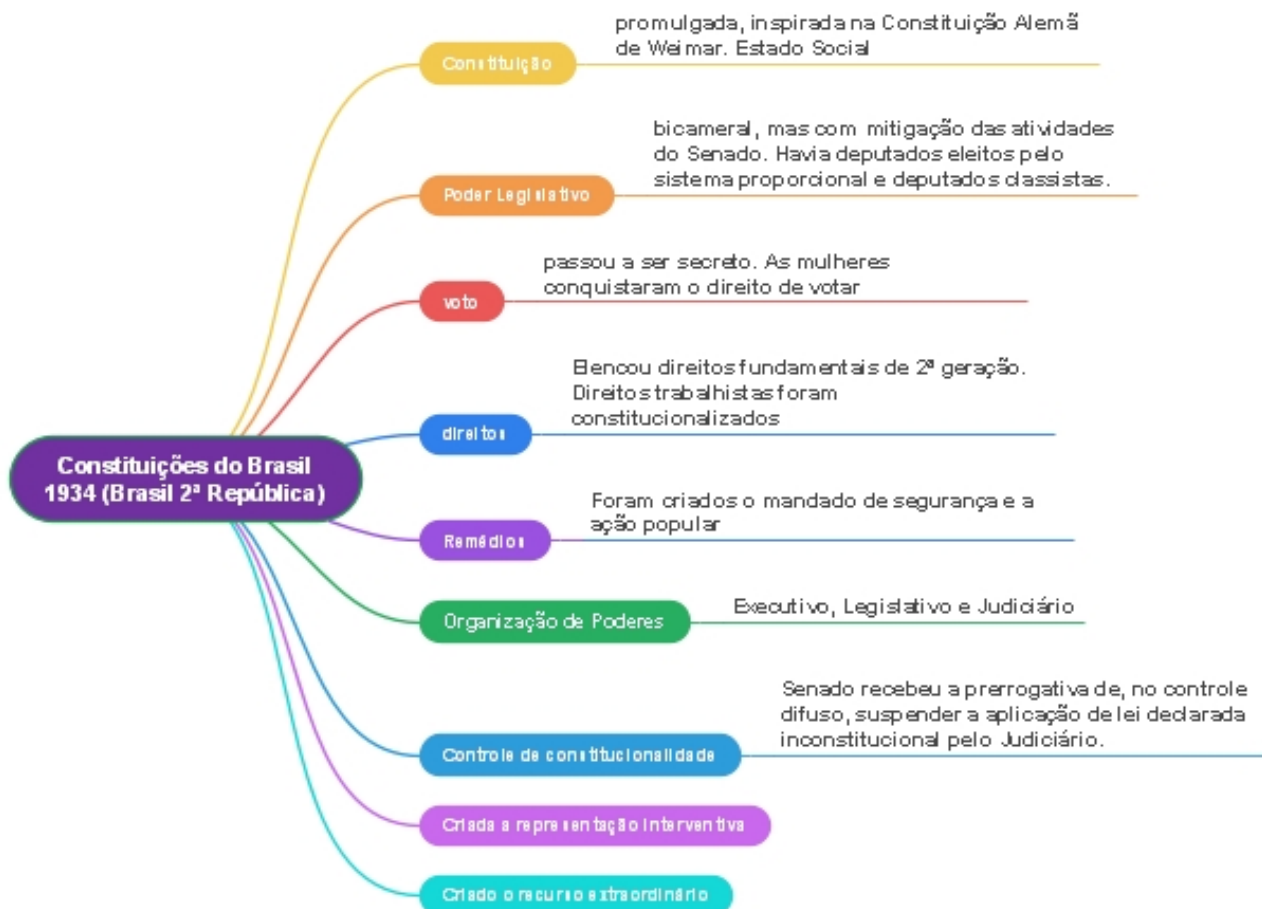 promulgada, inspirada na Constituição Alemã
de Weimar. Estado Social
Constituição
bicameral, mas com mitigação das atividades
do Senado. Havia deputados eleitos pelo
sistema proporcional e deputados classistas.
Poder Legislativo
passou a ser secreto. As mulheres
conquistaram o direito de votar
voto
Elencou direitos fundamentais de 2ª geração.
Direitos trabalhistas foram
constitucionalizados
direitos
Constituições do Brasil
1934 (Brasil 2ª República)
Foram criados o mandado de segurança e a
ação popular
Remédios
Organização de Poderes
Executivo, Legislativo e Judiciário
Senado recebeu a prerrogativa de, no controle
difuso, suspender a aplicação de lei declarada
inconstitucional pelo Judiciário.
Controle de constitucionalidade
Criada a representação interventiva
Criado o recurso extraordinário